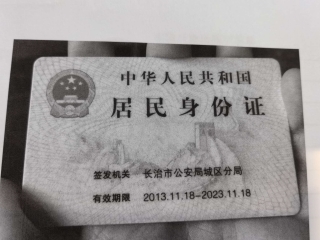 中华人民共和国
居民身份证
签发机关 长治市公安局城区分局
有效期限 2013.11.18-2023.11.18